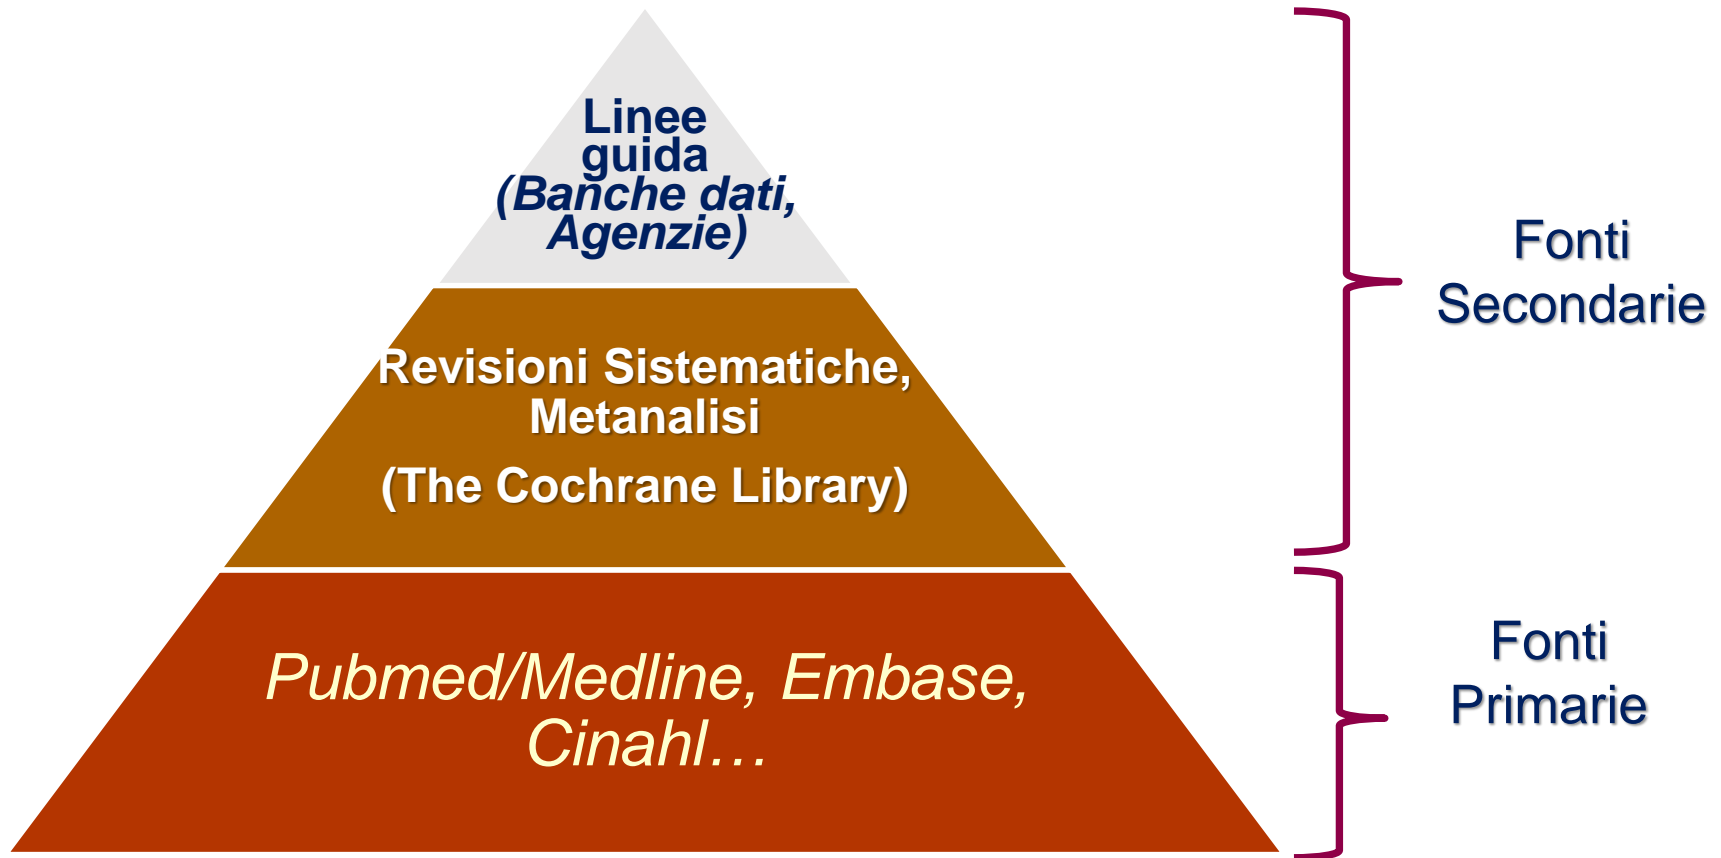 Linee
guida
(Banche dati,
Agenzie)
Fonti
Secondarie
Revisioni Sistematiche,
Metanalisi
(The Cochrane Library)
Pubmed/Medline, Embase,
Cinahl…
Fonti
Primarie